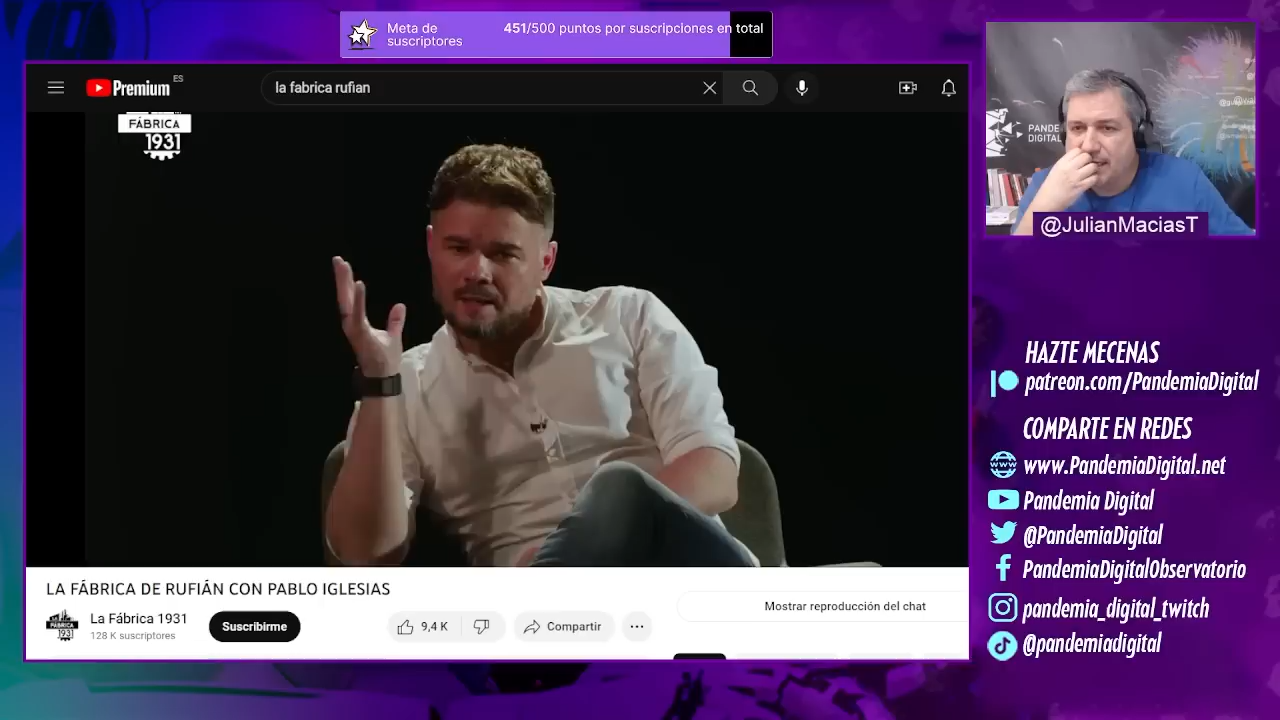 Meta de
suscriptores
451/500 puntos por suscripciones en total
Premium ES
la fabrica rufian
FÁBRICA
1931
PANDE
DIGITAL
@JulianMaciasT
HAZTE MECENAS
patreon.com/PandemiaDigital
COMPARTE EN REDES
www
www.PandemiaDigital.net
Pandemia Digital
@PandemiaDigital
PandemiaDigitalObservatorio
pandemia_digital_twitch
@pandemiadigital
LA FÁBRICA DE RUFIÁN CON PABLO IGLESIAS
FÁBRICA
1931
La Fábrica 1931
128 K suscriptores
Suscribirme
9,4 K
Compartir
Mostrar reproducción del chat